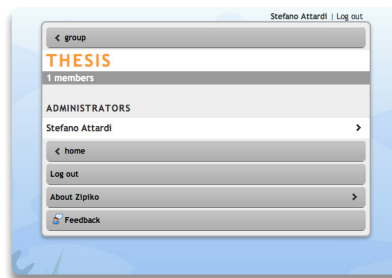 Stefano Attardi | Log out
group
THESIS
1 members
ADMINISTRATORS
Stefano Attardi
home
Log out
About Zipiko
Feedback